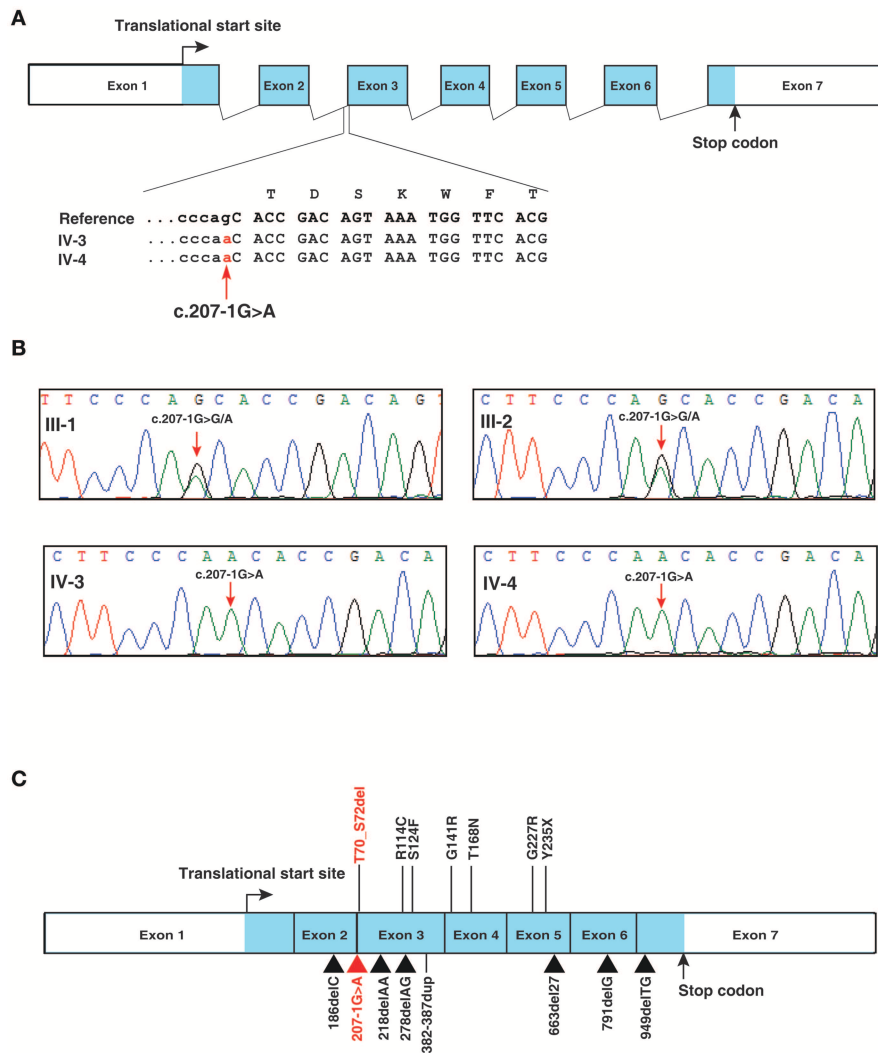 A
Translational start site
Exon 1 Exon 2 Exon 3 Exon 4 Exon 5 Exon 6 Exon 7
Stop codon
T D S K W F T
Reference ...cccagC ACC GAC AGT AAA TGG TTC ACG
IV-3 ...cccaaC ACC GAC AGT AAA TGG TTC ACG
IV-4 ...cccaaC ACC GAC AGT AAA TGG TTC ACG
c.207-1G>A
B
T T C C C A G C A C C G A C A G T
III-1
c.207-1G>G/A
C T T C C C A G C A C C G A C A
III-2
c.207-1G>G/A
C T T C C C A A C A C C G A C A
IV-3
c.207-1G>A
C T T C C C A A C A C C G A C A
IV-4
c.207-1G>A
C
T70_S72del
R114C
S124F
G141R
T168N
G227R
Y235X
Translational start site
Exon 1 Exon 2 Exon 3 Exon 4 Exon 5 Exon 6 Exon 7
186delC
207-1G>A
218delAA
278delAG
382-387dup
663del27
791delG
949delTG
Stop codon